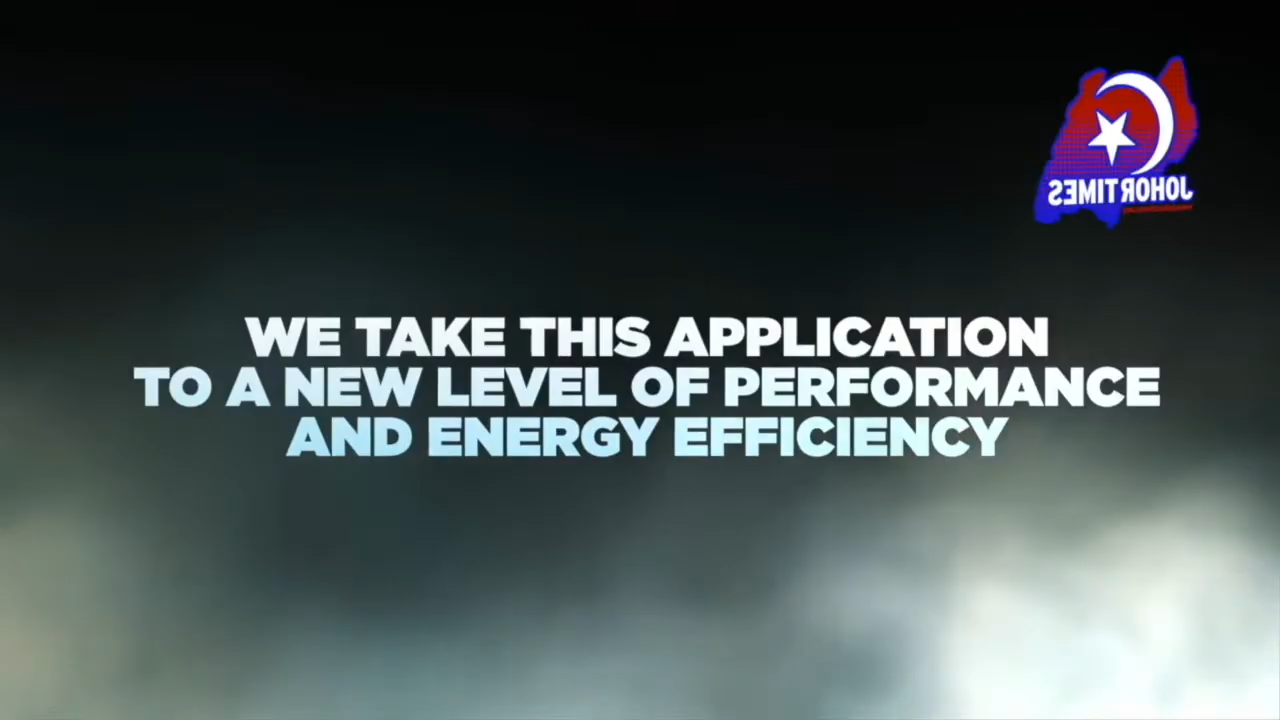 JOHOR TIMES
WE TAKE THIS APPLICATION
TO A NEW LEVEL OF PERFORMANCE
AND ENERGY EFFICIENCY